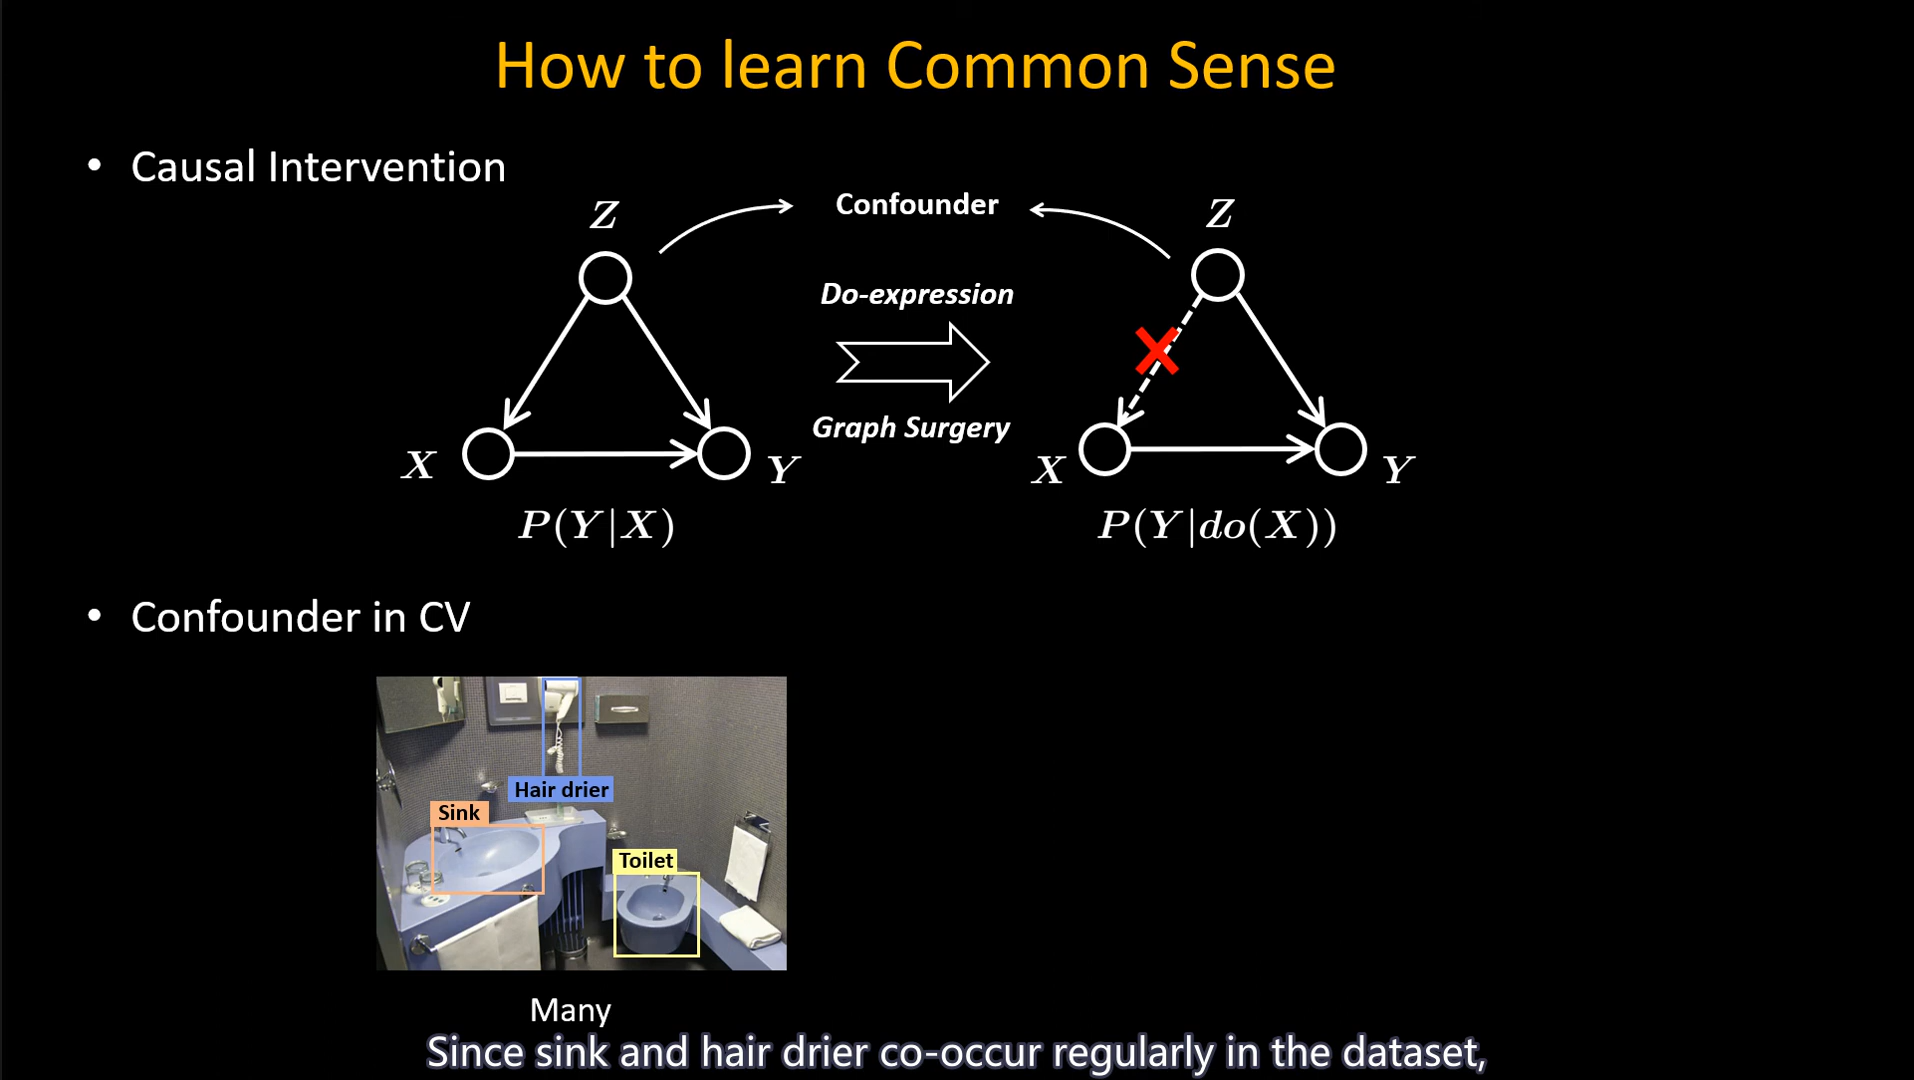 How to learn Common Sense
• Causal Intervention
Z
Confounder
Z
Do-expression
Graph Surgery
X
Y
X
Y
P(Y|X)
P(Y|do(X))
• Confounder in CV
Hair drier
Sink
Toilet
Many
Since sink and hair drier co-occur regularly in the dataset,